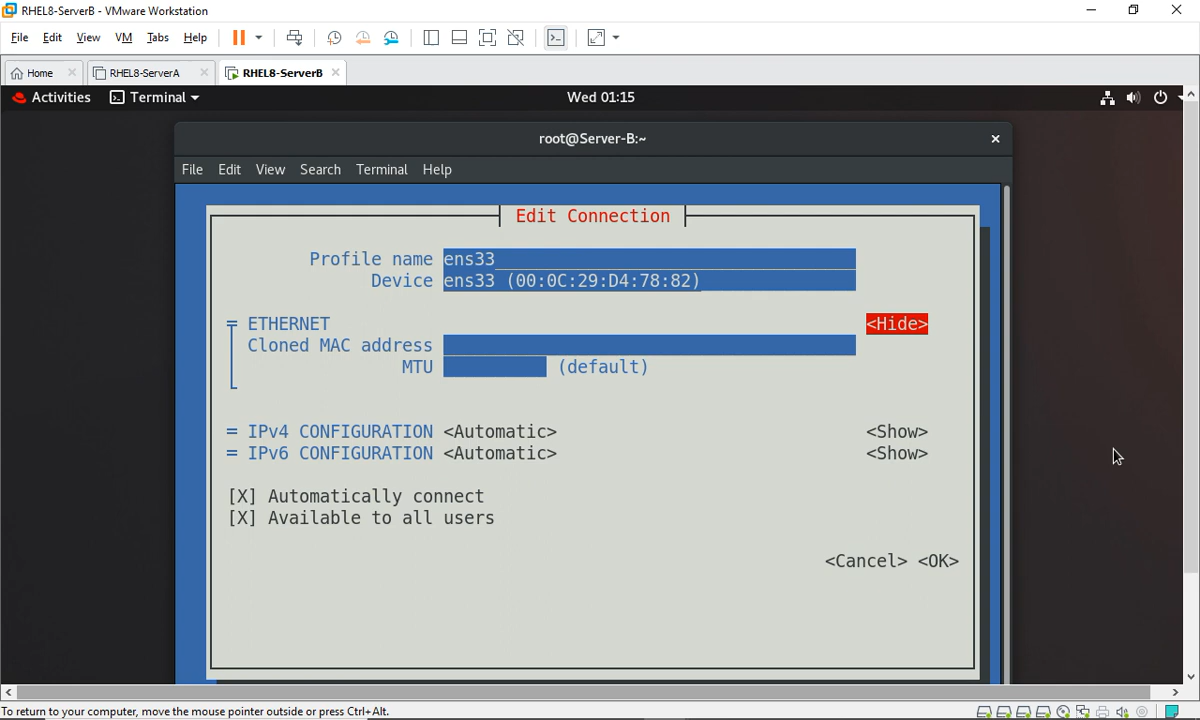 RHEL8-ServerB - VMware Workstation
File Edit View VM Tabs Help
Home RHEL8-ServerA RHEL8-ServerB
Activities Terminal Wed 01:15
root@Server-B:~
File Edit View Search Terminal Help
Edit Connection
Profile name ens33
Device ens33 (00:0C:29:D4:78:82)
ETHERNET <Hide>
Cloned MAC address
MTU (default)
= IPv4 CONFIGURATION <Automatic> <Show>
= IPv6 CONFIGURATION <Automatic> <Show>
[X] Automatically connect
[X] Available to all users
<Cancel> <OK>
To return to your computer, move the mouse pointer outside or press Ctrl+Alt.